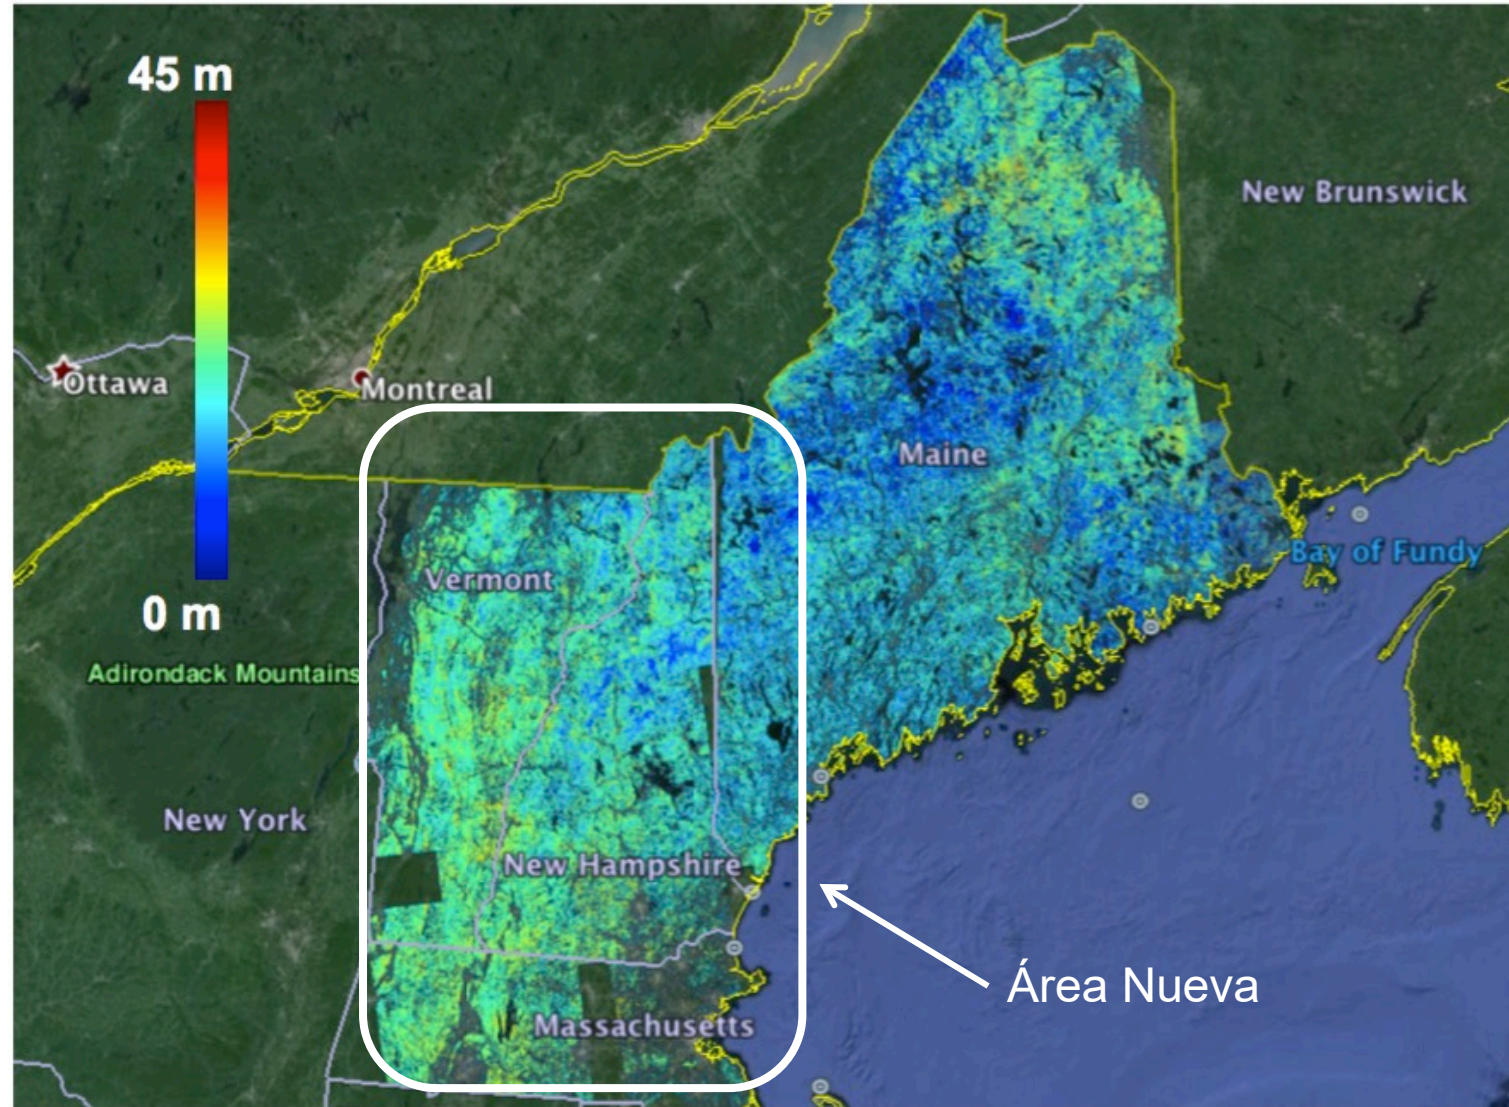 45 m
New Brunswick
Ottawa
Montreal
Maine
Bay of Fundy
Vermont
0 m
Adirondack Mountains
New York
New Hampshire
Área Nueva
Massachusetts